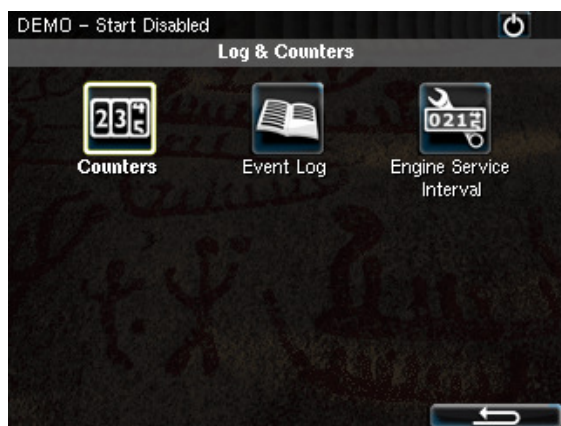 DEMO – Start Disabled
Log & Counters
Counters
Event Log
Engine Service
Interval